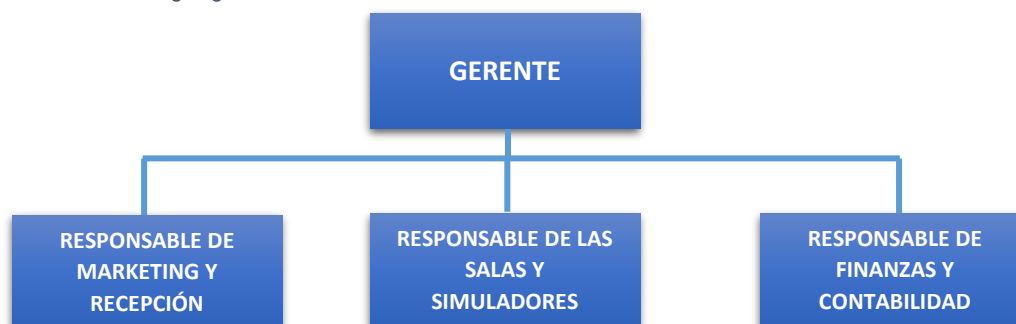 GERENTE
RESPONSABLE DE
MARKETING Y
RECEPCIÓN
RESPONSABLE DE LAS
SALAS Y
SIMULADORES
RESPONSABLE DE
FINANZAS Y
CONTABILIDAD